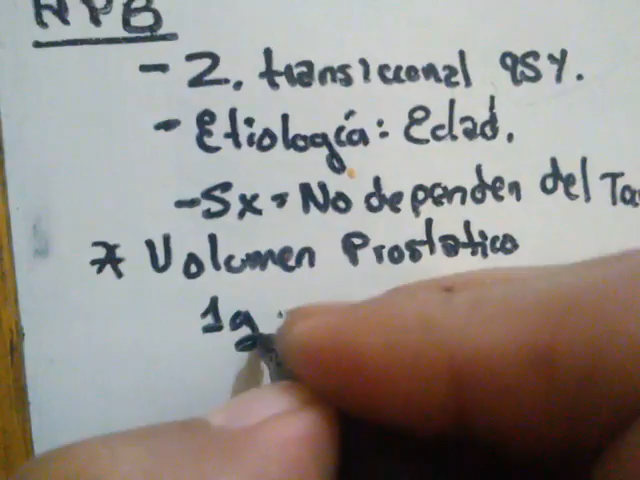 HPB
- Z. transiccional 95%.
- Etiología: Edad.
- Sx = No dependen del Ta
* Volumen Prostatico
1g